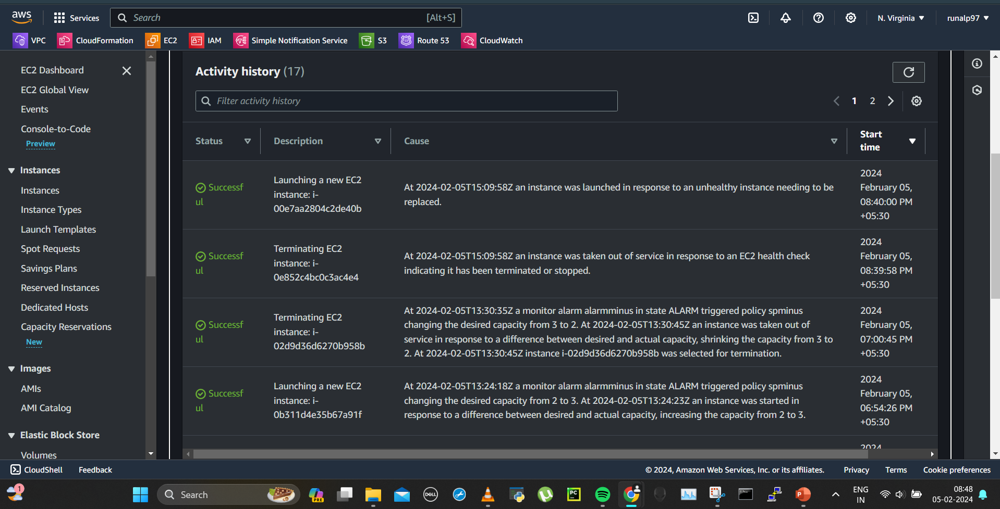 aws
Services
Search
[Alt+S]
N. Virginia
runalp97
VPC
CloudFormation
EC2
IAM
Simple Notification Service
S3
Route 53
CloudWatch
EC2 Dashboard
EC2 Global View
Events
Console-to-Code
Preview
Instances
Instances
Instance Types
Launch Templates
Spot Requests
Savings Plans
Reserved Instances
Dedicated Hosts
Capacity Reservations
New
Images
AMIs
AMI Catalog
Elastic Block Store
Volumes
Activity history (17)
Filter activity history
1
2
Status
Description
Cause
Start
time
Successf
ul
Launching a new EC2
instance: i-
00e7aa2804c2de40b
At 2024-02-05T15:09:58Z an instance was launched in response to an unhealthy instance needing to be
replaced.
2024
February 05,
08:40:00 PM
+05:30
Successf
ul
Terminating EC2
instance: i-
0e852c4bc0c3ac4e4
At 2024-02-05T15:09:58Z an instance was taken out of service in response to an EC2 health check
indicating it has been terminated or stopped.
2024
February 05,
08:39:58 PM
+05:30
Successf
ul
Terminating EC2
instance: i-
02d9d36d6270b958b
At 2024-02-05T13:30:35Z a monitor alarm alarmminus in state ALARM triggered policy spminus
changing the desired capacity from 3 to 2. At 2024-02-05T13:30:45Z an instance was taken out of
service in response to a difference between desired and actual capacity, shrinking the capacity from 3 to
2. At 2024-02-05T13:30:45Z instance i-02d9d36d6270b958b was selected for termination.
2024
February 05,
07:00:45 PM
+05:30
Successf
ul
Launching a new EC2
instance: i-
0b311d4e35b67a91f
At 2024-02-05T13:24:18Z a monitor alarm alarmminus in state ALARM triggered policy spminus
changing the desired capacity from 2 to 3. At 2024-02-05T13:24:23Z an instance was started in
response to a difference between desired and actual capacity, increasing the capacity from 2 to 3.
2024
February 05,
06:54:26 PM
+05:30
2024
CloudShell
Feedback
© 2024, Amazon Web Services, Inc. or its affiliates.
Privacy
Terms
Cookie preferences
1
Search
PRE
DELL
PC
P
ENG
IN
08:48
05-02-2024